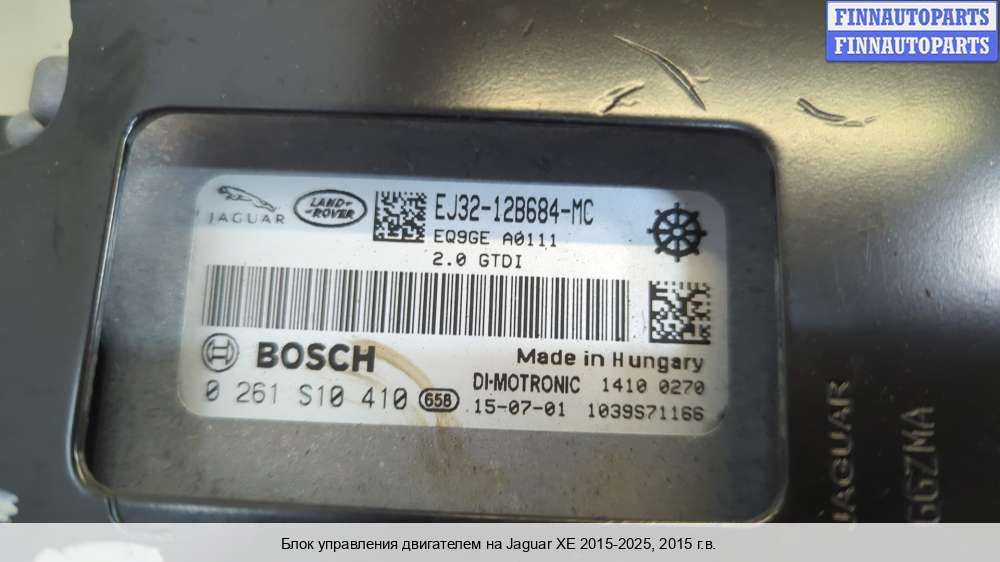 FINNAUTOPARTS
FINNAUTOPARTS
JAGUAR
LAND-
-ROVER
EJ32-12B684-MC
EQ9GE A0111
2.0 GTDI
BOSCH
Made in Hungary
0 261 S10 410 658
DI-MOTRONIC 1410 0270
15-07-01 1039S71166
JAGUAR
G6ZMA
Блок управления двигателем на Jaguar XE 2015-2025, 2015 г.в.